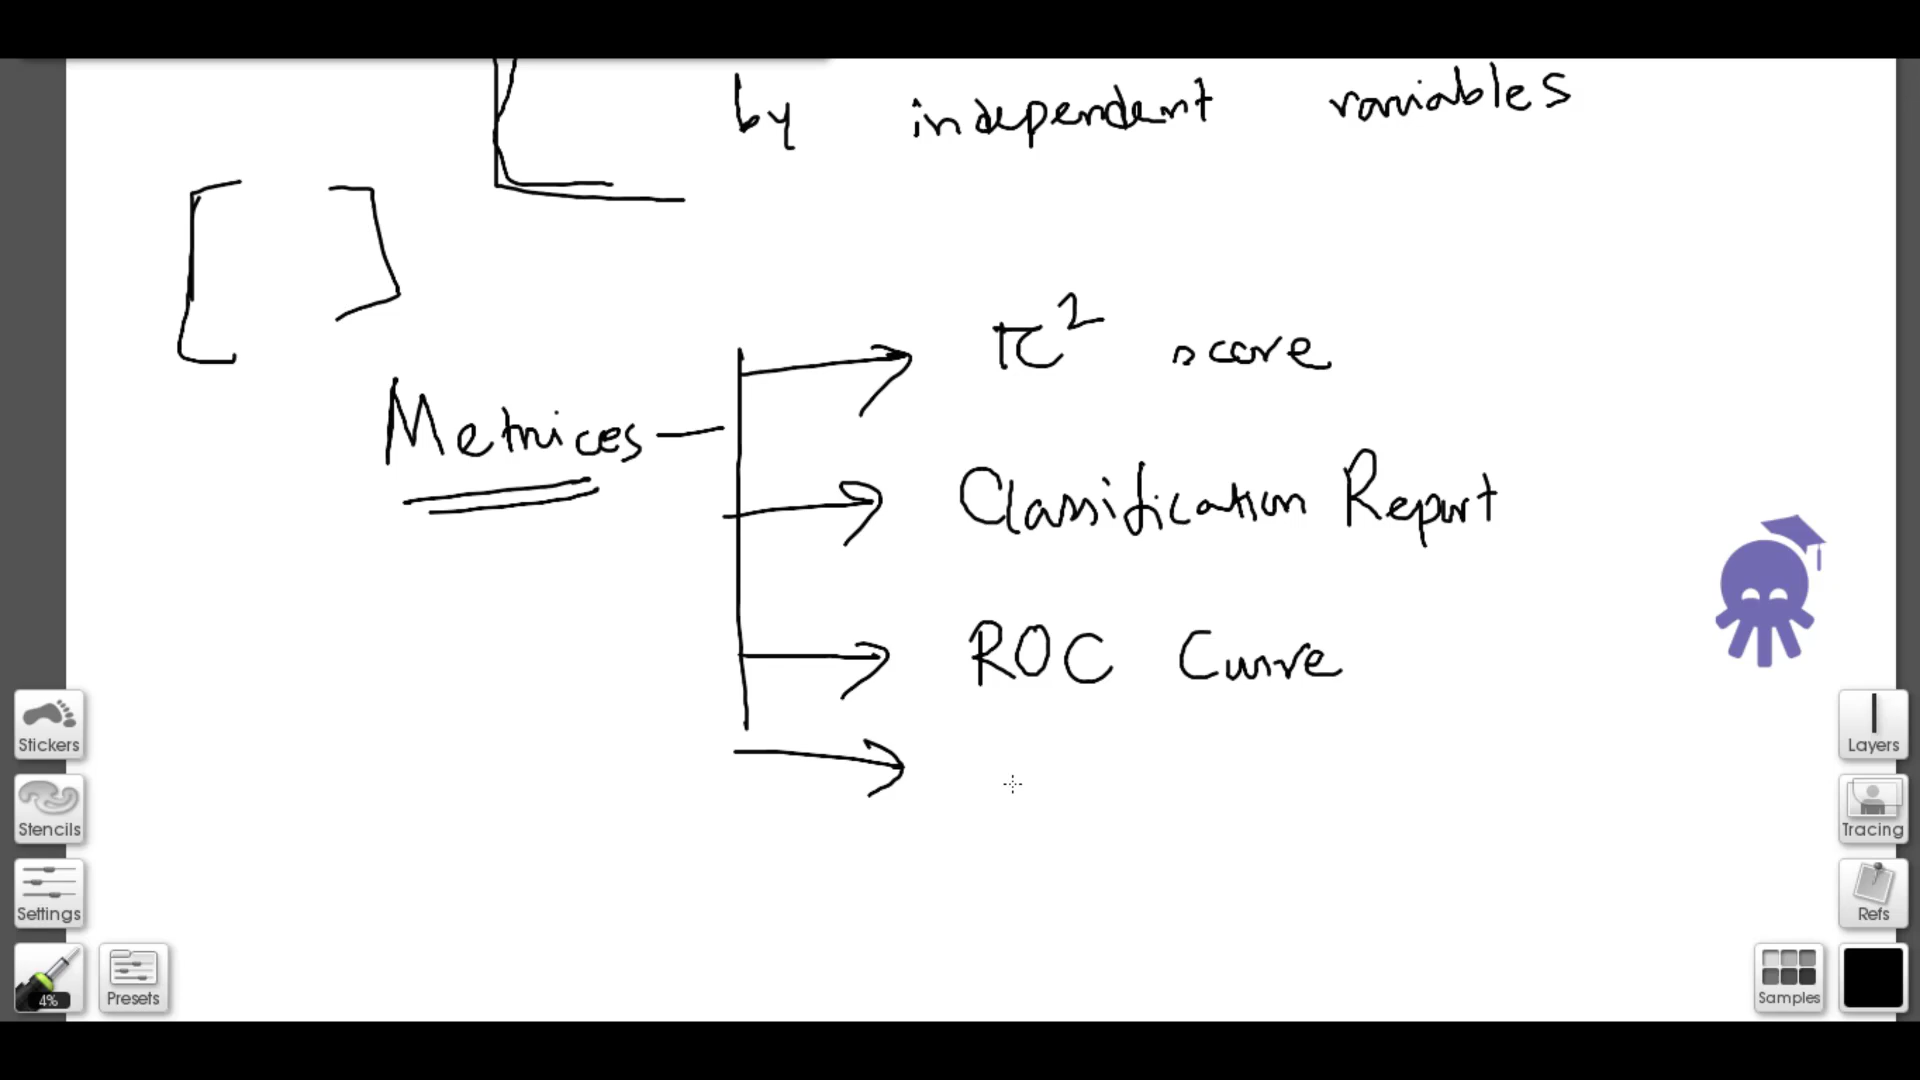 by independent variables
r² score
Metrices
Classification Report
ROC Curve
Stickers
Layers
Stencils
Tracing
Settings
Refs
4%
Presets
Samples